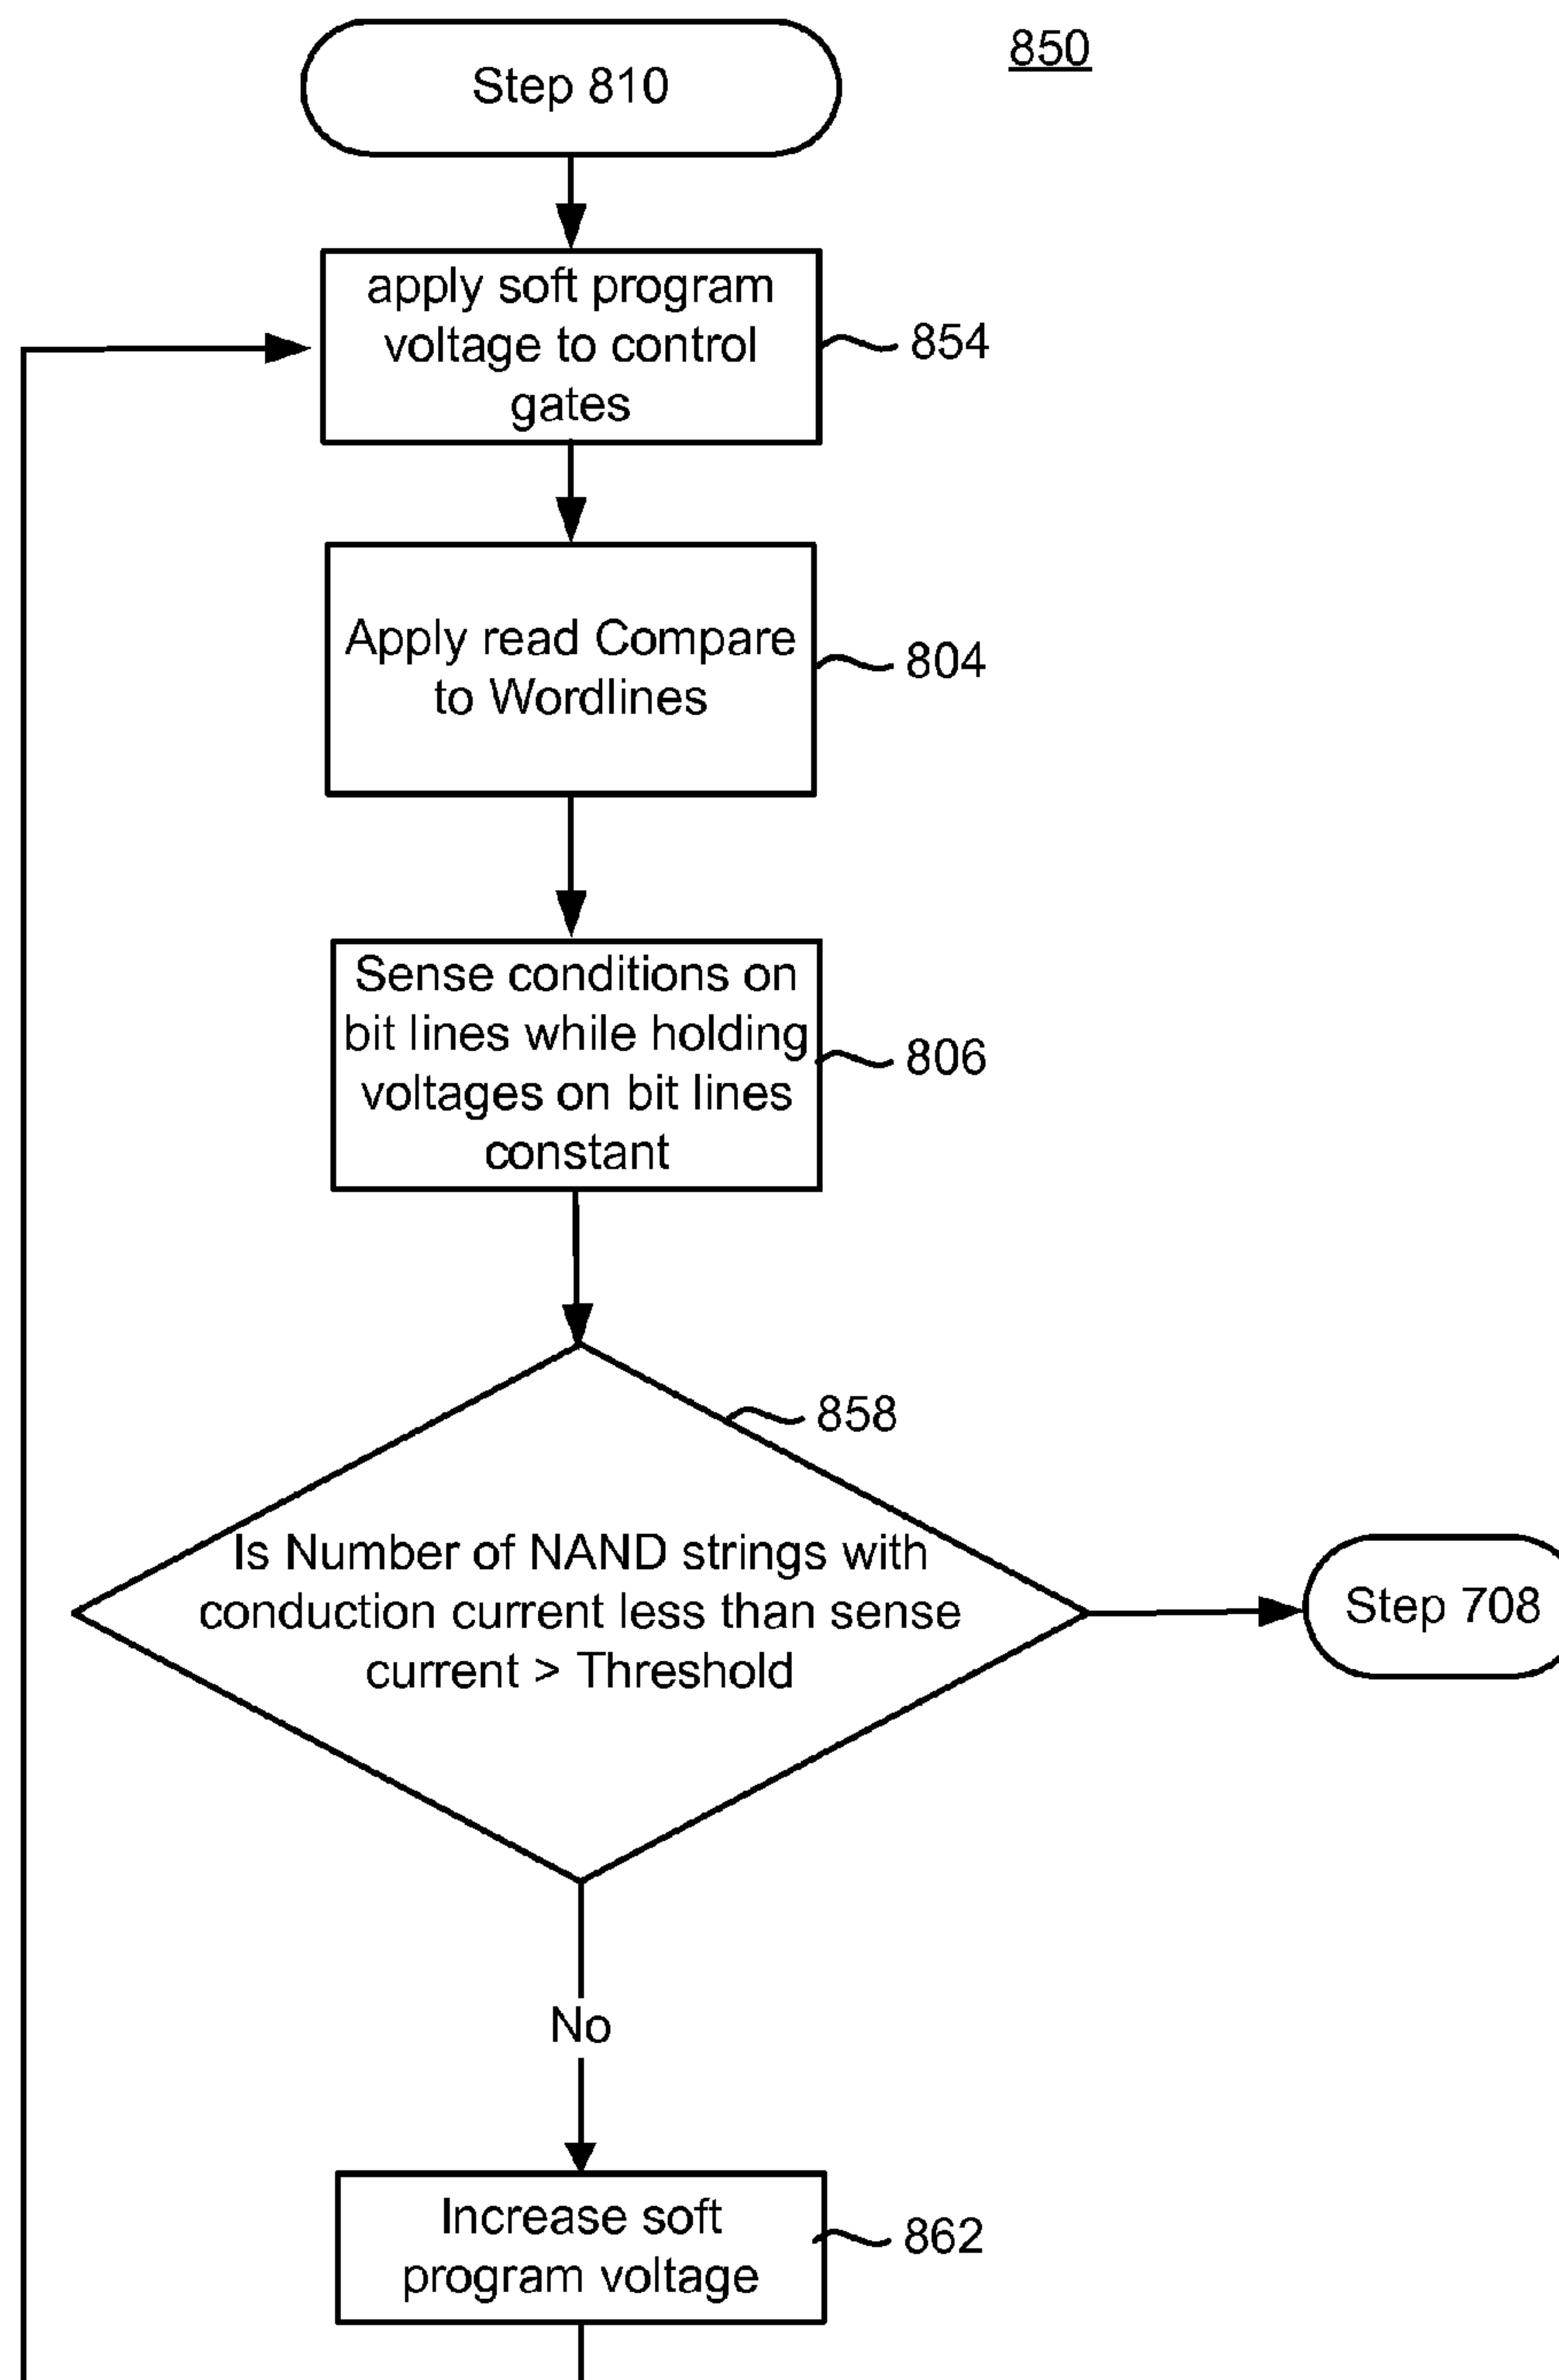 850
Step 810
apply soft program
voltage to control
gates
854
Apply read Compare
to Wordlines
804
Sense conditions on
bit lines while holding
voltages on bit lines
constant
806
858
Is Number of NAND strings with
conduction current less than sense
current > Threshold
Step 708
No
Increase soft
program voltage
862